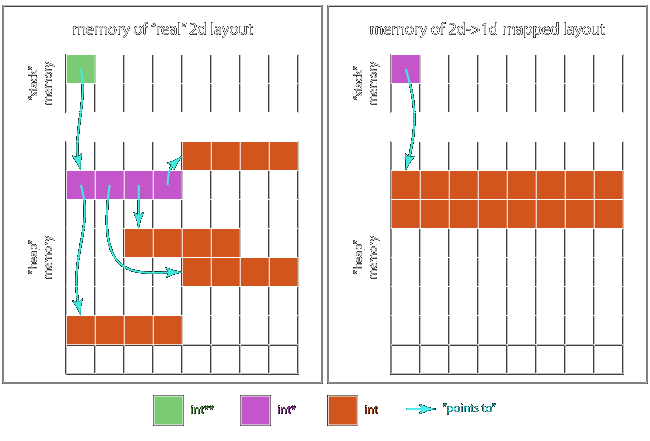 memory of "real" 2d layout
memory of 2d->1d mapped layout
"stack"
memory
"heap"
memory
"stack"
memory
"heap"
memory
int**
int*
int
"points to"